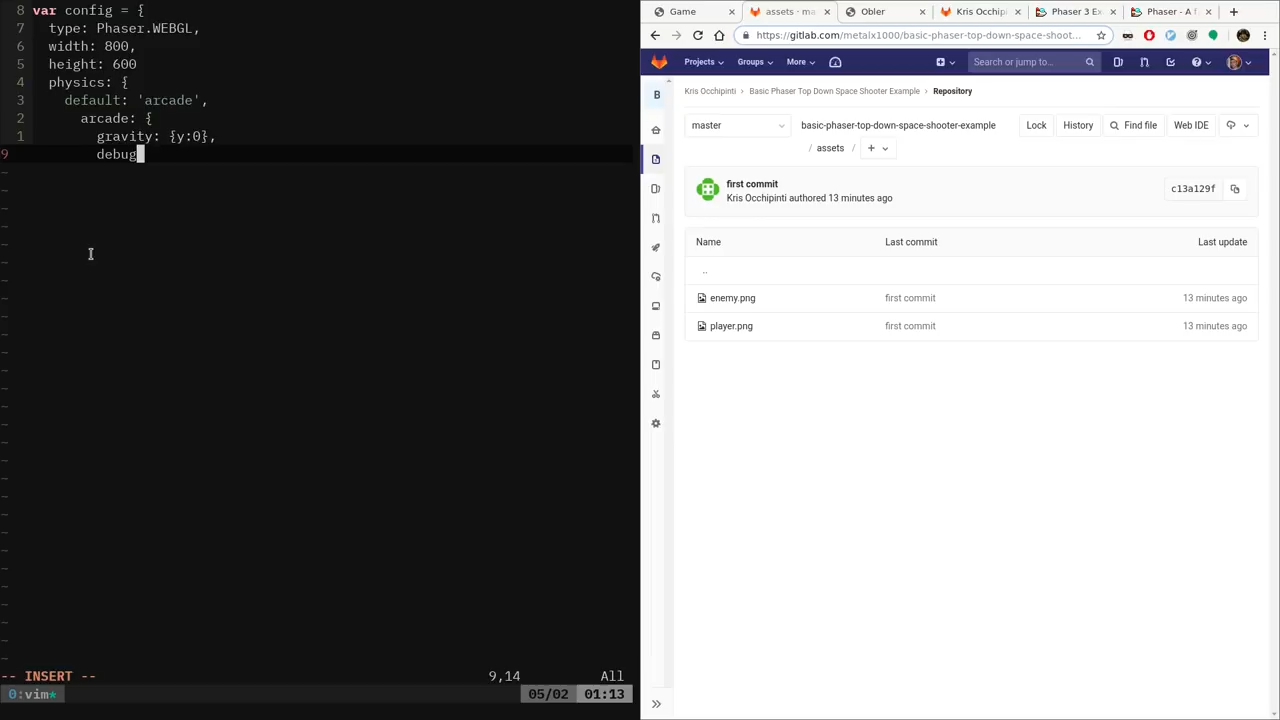 8 var config = {
7 type: Phaser.WEBGL,
6 width: 800,
5 height: 600
4 physics: {
3 default: 'arcade',
2 arcade: {
1 gravity: {y:0},
9 debug
-- INSERT -- 9,14 All
0:vim* 05/02 01:13
Game
assets · ma
Obler
Kris Occhipinti
Phaser 3 Ex
Phaser - A f
https://gitlab.com/metalx1000/basic-phaser-top-down-space-shoot...
Projects Groups More Search or jump to...
B Kris Occhipinti > Basic Phaser Top Down Space Shooter Example > Repository
master basic-phaser-top-down-space-shooter-example Lock History Find file Web IDE
/ assets / +
first commit
Kris Occhipinti authored 13 minutes ago
c13a129f
Name Last commit Last update
..
enemy.png first commit 13 minutes ago
player.png first commit 13 minutes ago